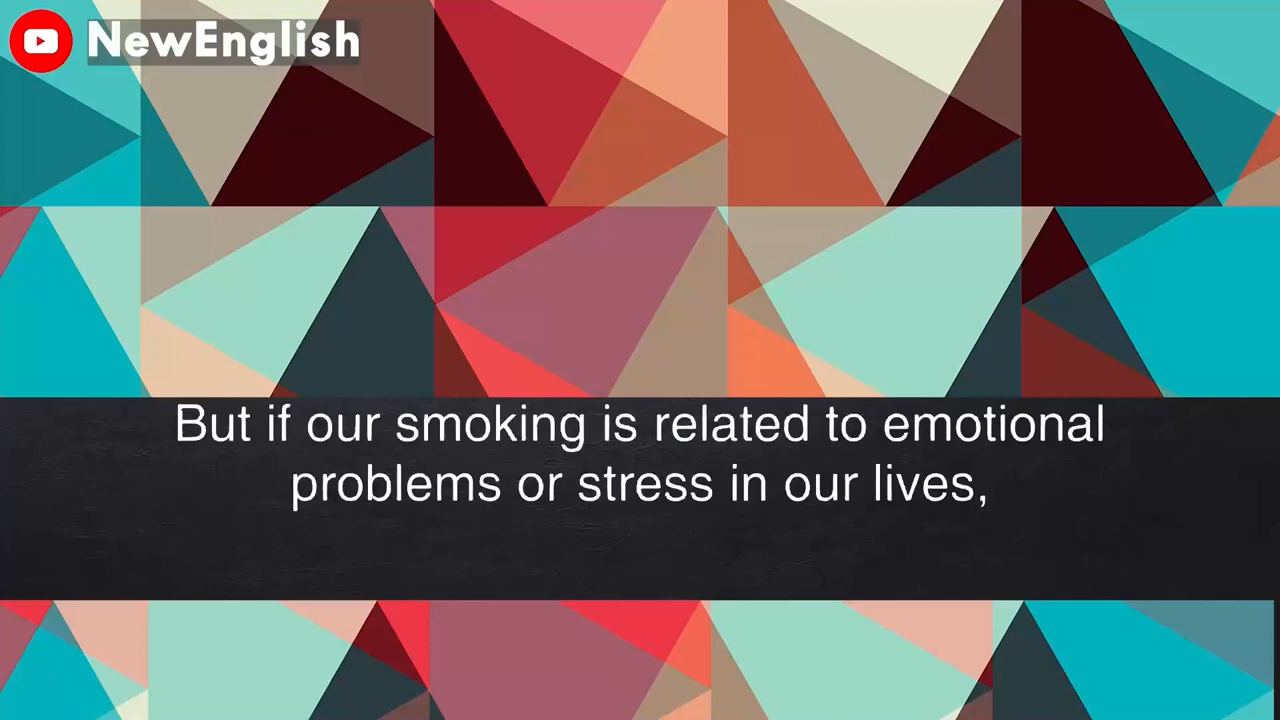 NewEnglish
But if our smoking is related to emotional
problems or stress in our lives,